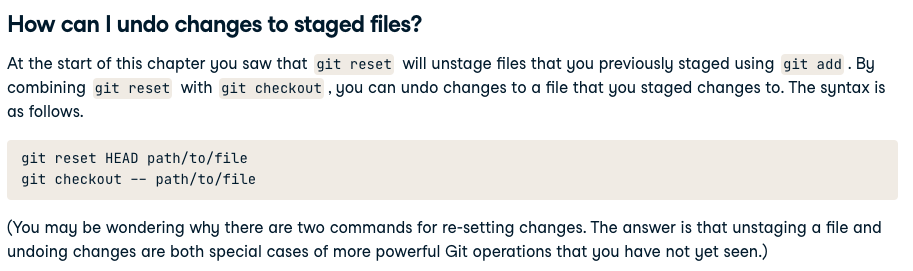 How can I undo changes to staged files?
At the start of this chapter you saw that git reset will unstage files that you previously staged using git add . By
combining git reset with git checkout , you can undo changes to a file that you staged changes to. The syntax is
as follows.
git reset HEAD path/to/file
git checkout -- path/to/file
(You may be wondering why there are two commands for re-setting changes. The answer is that unstaging a file and
undoing changes are both special cases of more powerful Git operations that you have not yet seen.)